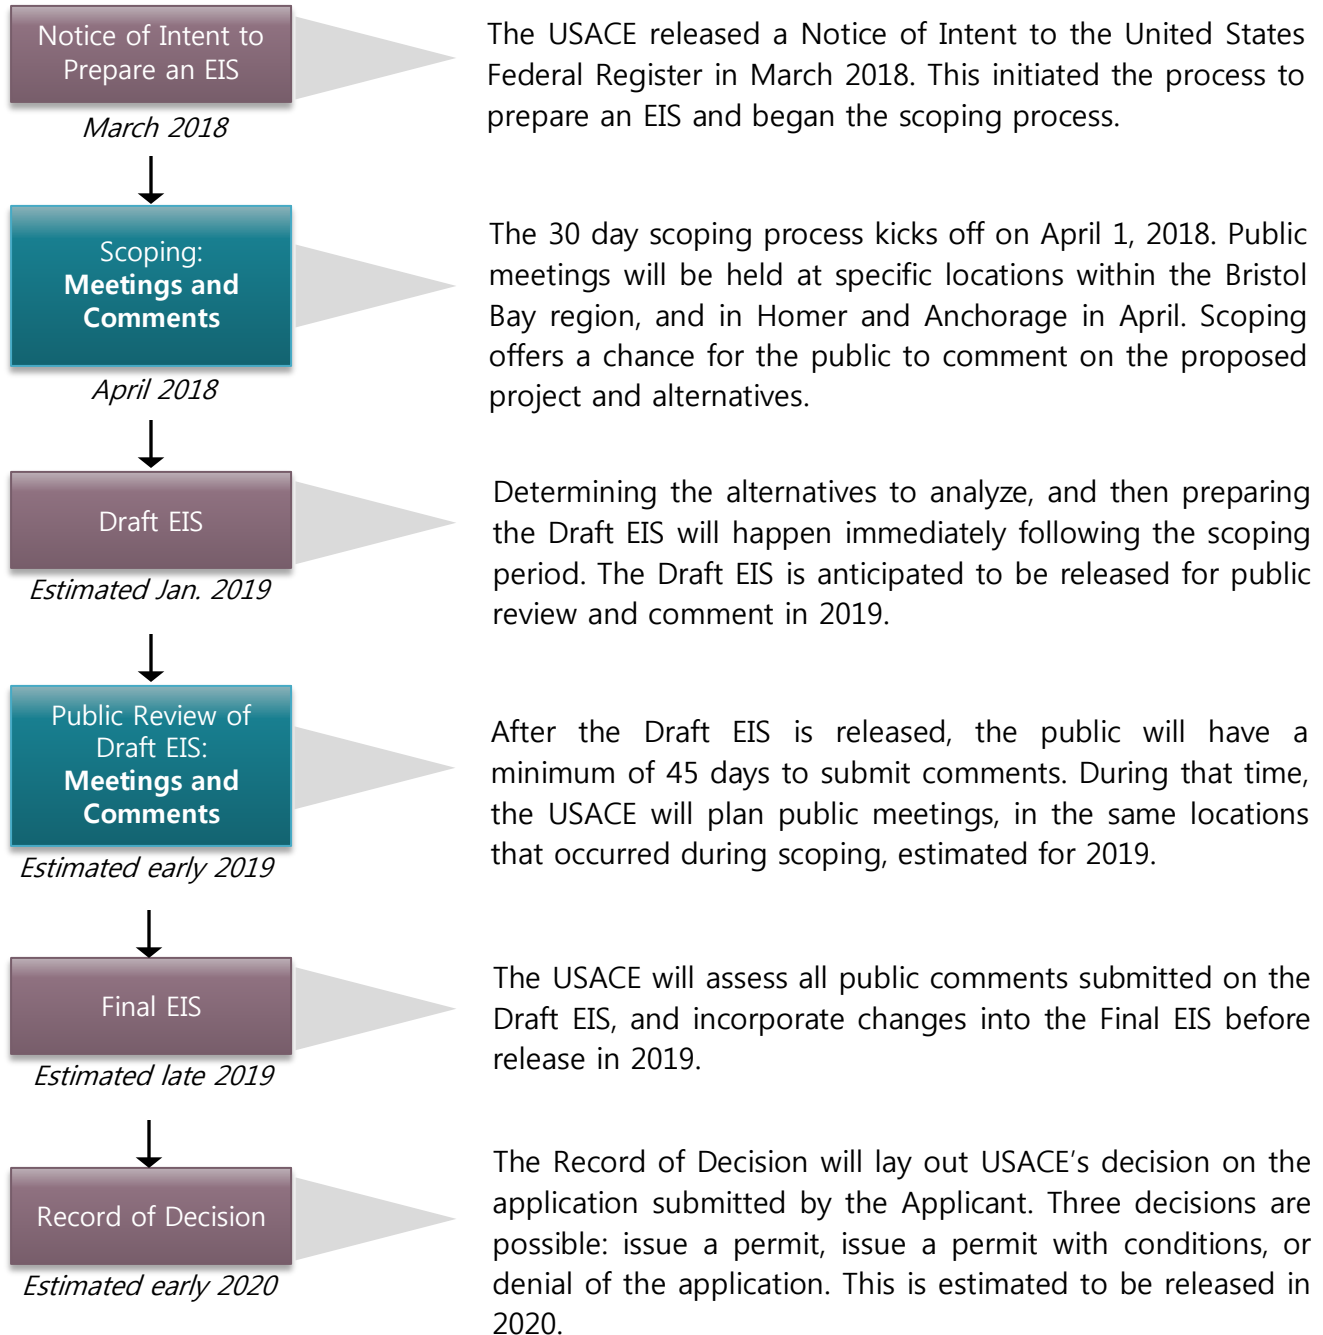 Notice of Intent to
Prepare an EIS
March 2018
The USACE released a Notice of Intent to the United States
Federal Register in March 2018. This initiated the process to
prepare an EIS and began the scoping process.
Scoping:
Meetings and
Comments
April 2018
The 30 day scoping process kicks off on April 1, 2018. Public
meetings will be held at specific locations within the Bristol
Bay region, and in Homer and Anchorage in April. Scoping
offers a chance for the public to comment on the proposed
project and alternatives.
Draft EIS
Estimated Jan. 2019
Determining the alternatives to analyze, and then preparing
the Draft EIS will happen immediately following the scoping
period. The Draft EIS is anticipated to be released for public
review and comment in 2019.
Public Review of
Draft EIS:
Meetings and
Comments
Estimated early 2019
After the Draft EIS is released, the public will have a
minimum of 45 days to submit comments. During that time,
the USACE will plan public meetings, in the same locations
that occurred during scoping, estimated for 2019.
Final EIS
Estimated late 2019
The USACE will assess all public comments submitted on the
Draft EIS, and incorporate changes into the Final EIS before
release in 2019.
Record of Decision
Estimated early 2020
The Record of Decision will lay out USACE’s decision on the
application submitted by the Applicant. Three decisions are
possible: issue a permit, issue a permit with conditions, or
denial of the application. This is estimated to be released in
2020.